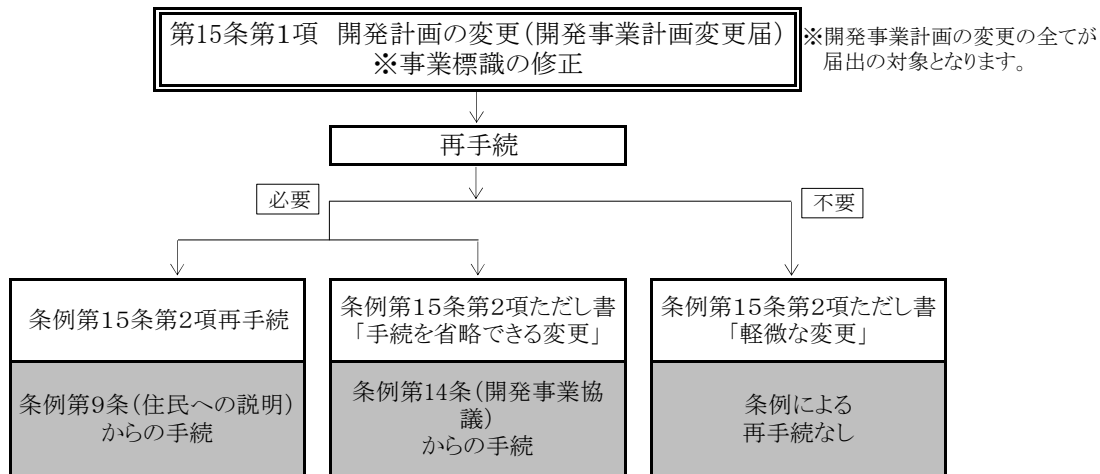 第15条第１項　開発計画の変更（開発事業計画変更届）
※事業標識の修正
※開発事業計画の変更の全てが
届出の対象となります。
再手続
必要
不要
条例第１５条第２項再手続
条例第１５条第２項ただし書
「手続を省略できる変更」
条例第１５条第２項ただし書
「軽微な変更」
条例第９条（住民への説明）
からの手続
条例第14条（開発事業協
議）
からの手続
条例による
再手続なし